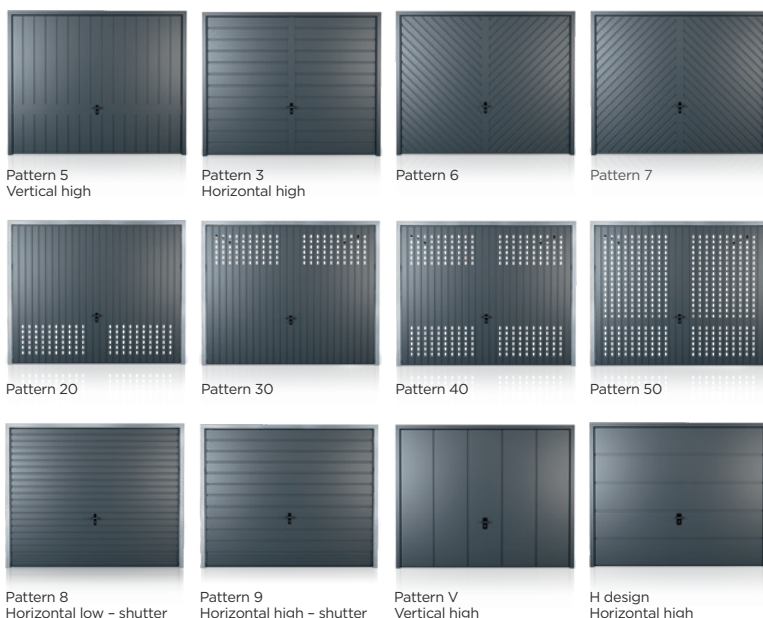 Pattern 5
Vertical high
Pattern 3
Horizontal high
Pattern 6
Pattern 7
Pattern 20
Pattern 30
Pattern 40
Pattern 50
Pattern 8
Horizontal low – shutter
Pattern 9
Horizontal high – shutter
Pattern V
Vertical high
H design
Horizontal high